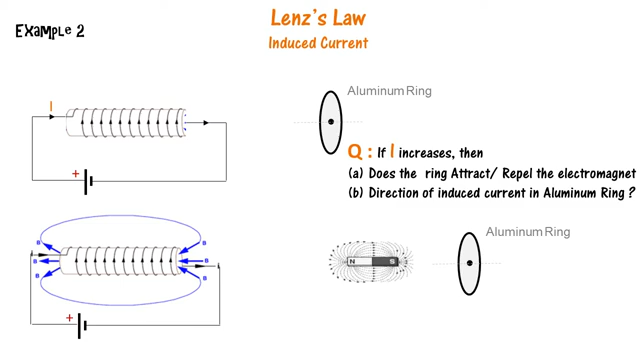 Lenz's Law
Example 2
Induced Current
Aluminum Ring
I
+
Q : If I increases, then
(a) Does the ring Attract/ Repel the electromagnet
(b) Direction of induced current in Aluminum Ring ?
Aluminum Ring
B B
B B
B B
N S
+